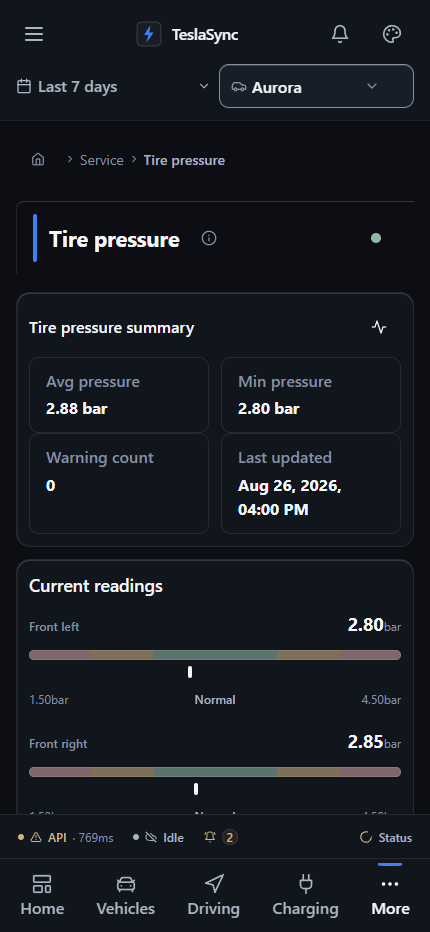 TeslaSync
Last 7 days
Aurora
Service
Tire pressure
Tire pressure
Tire pressure summary
Avg pressure
2.88 bar
Min pressure
2.80 bar
Warning count
0
Last updated
Aug 26, 2026,
04:00 PM
Current readings
Front left
2.80bar
1.50bar
Normal
4.50bar
Front right
2.85bar
API · 769ms
Idle
2
Status
Home
Vehicles
Driving
Charging
More